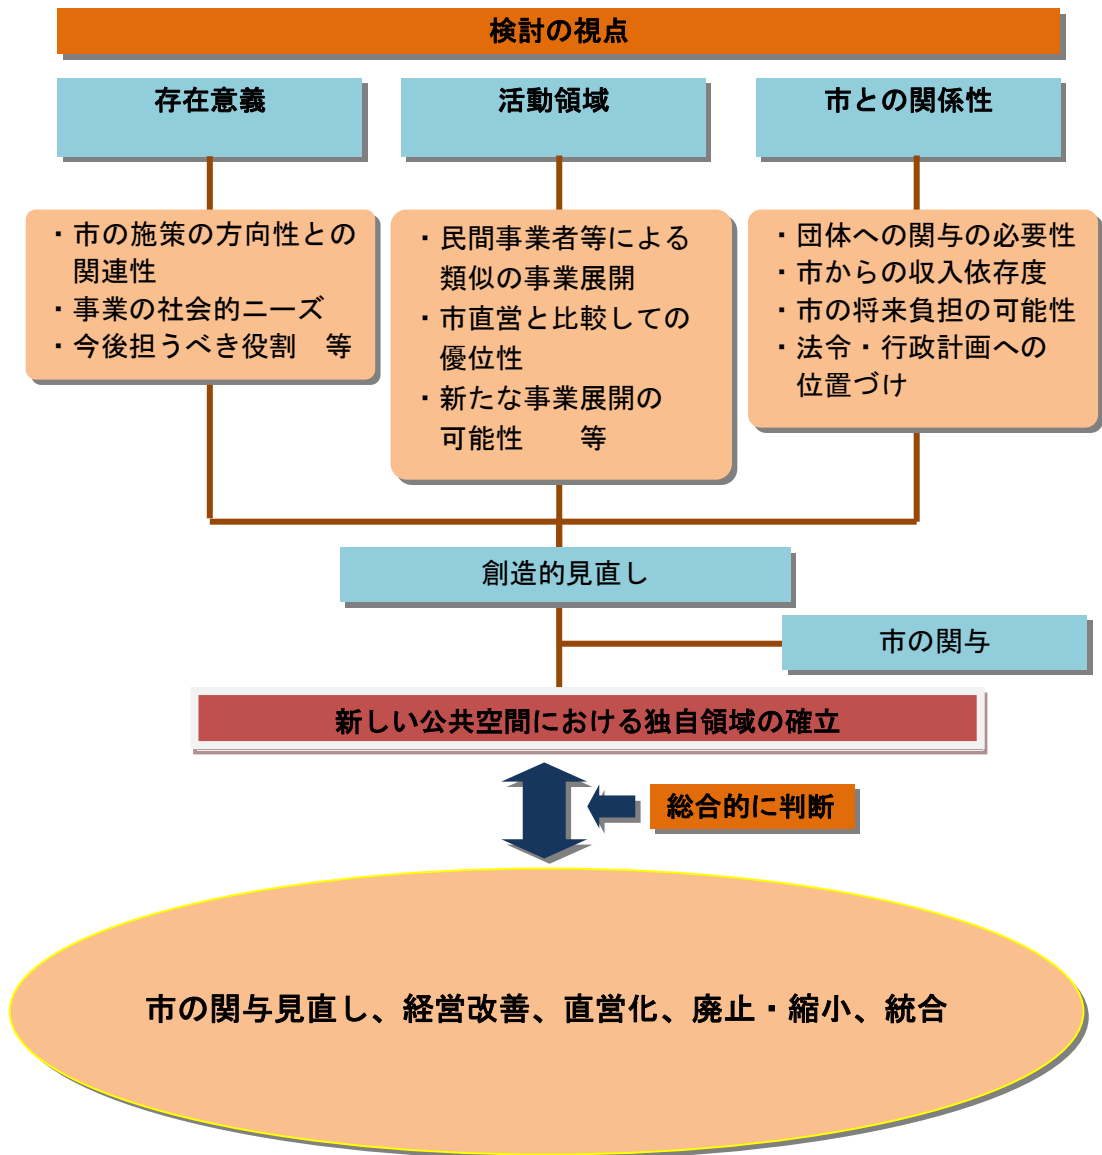 検討の視点
存在意義
活動領域
市との関係性
・市の施策の方向性との
関連性
・事業の社会的ニーズ
・今後担うべき役割　等
・民間事業者等による
類似の事業展開
・市直営と比較しての
優位性
・新たな事業展開の
可能性　　等
・団体への関与の必要性
・市からの収入依存度
・市の将来負担の可能性
・法令・行政計画への
位置づけ
創造的見直し
市の関与
新しい公共空間における独自領域の確立
総合的に判断
市の関与見直し、経営改善、直営化、廃止・縮小、統合